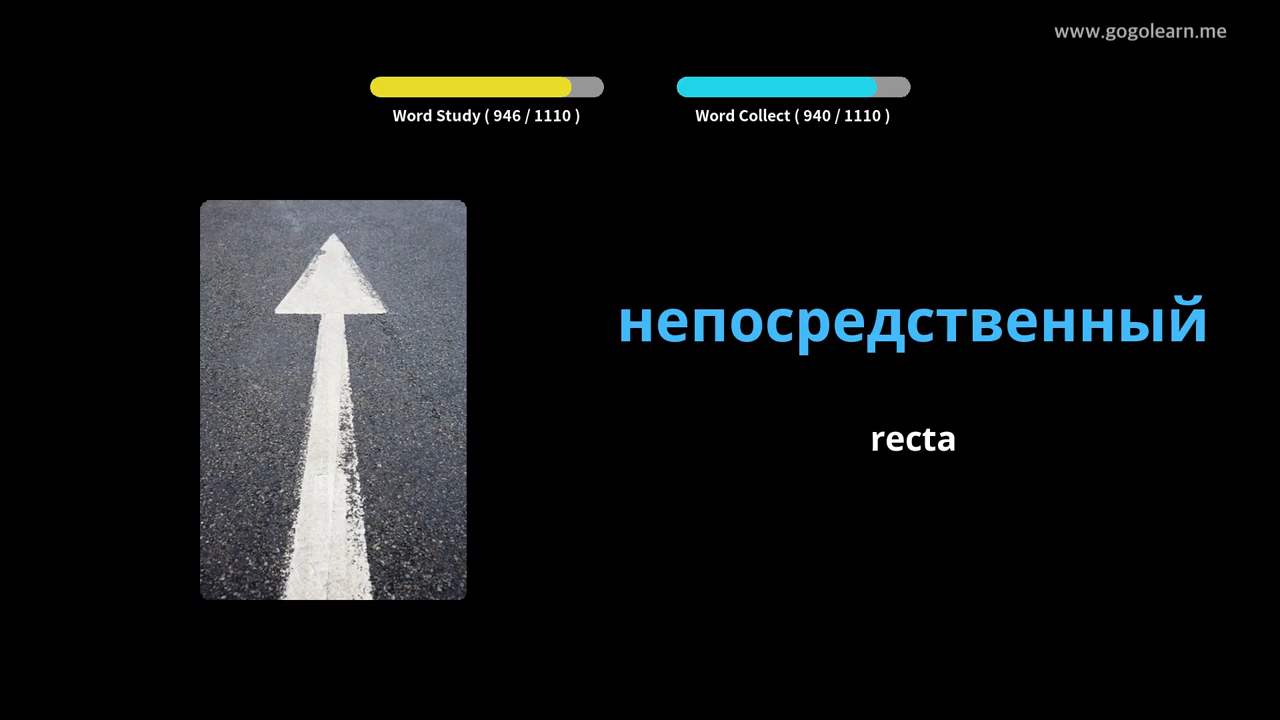 www.gogolearn.me
Word Study ( 946 / 1110 )
Word Collect ( 940 / 1110 )
непосредственный
recta